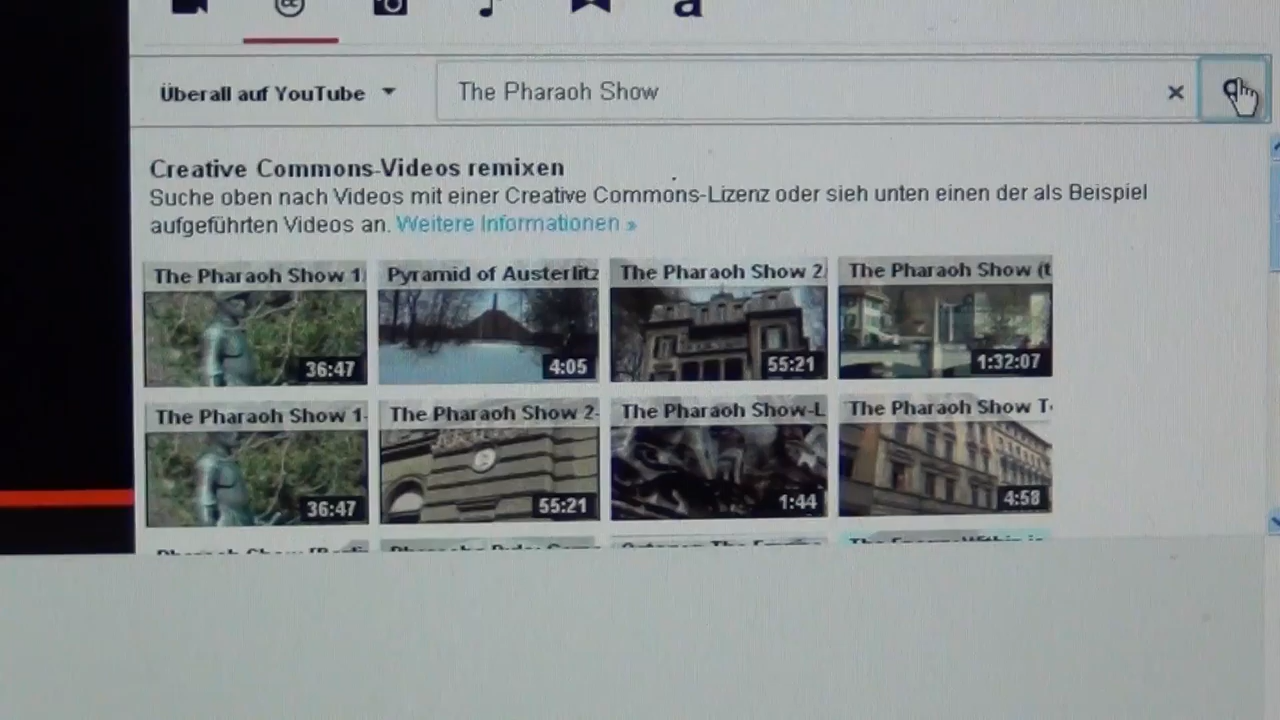 Überall auf YouTube
The Pharaoh Show
Creative Commons-Videos remixen
Suche oben nach Videos mit einer Creative Commons-Lizenz oder sieh unten einen der als Beispiel
aufgeführten Videos an. Weitere Informationen »
The Pharaoh Show 1 Pyramid of Austerlitz The Pharaoh Show 2 The Pharaoh Show (t
36:47 4:05 55:21 1:32:07
The Pharaoh Show 1- The Pharaoh Show 2- The Pharaoh Show-L The Pharaoh Show T
36:47 55:21 1:44 4:58